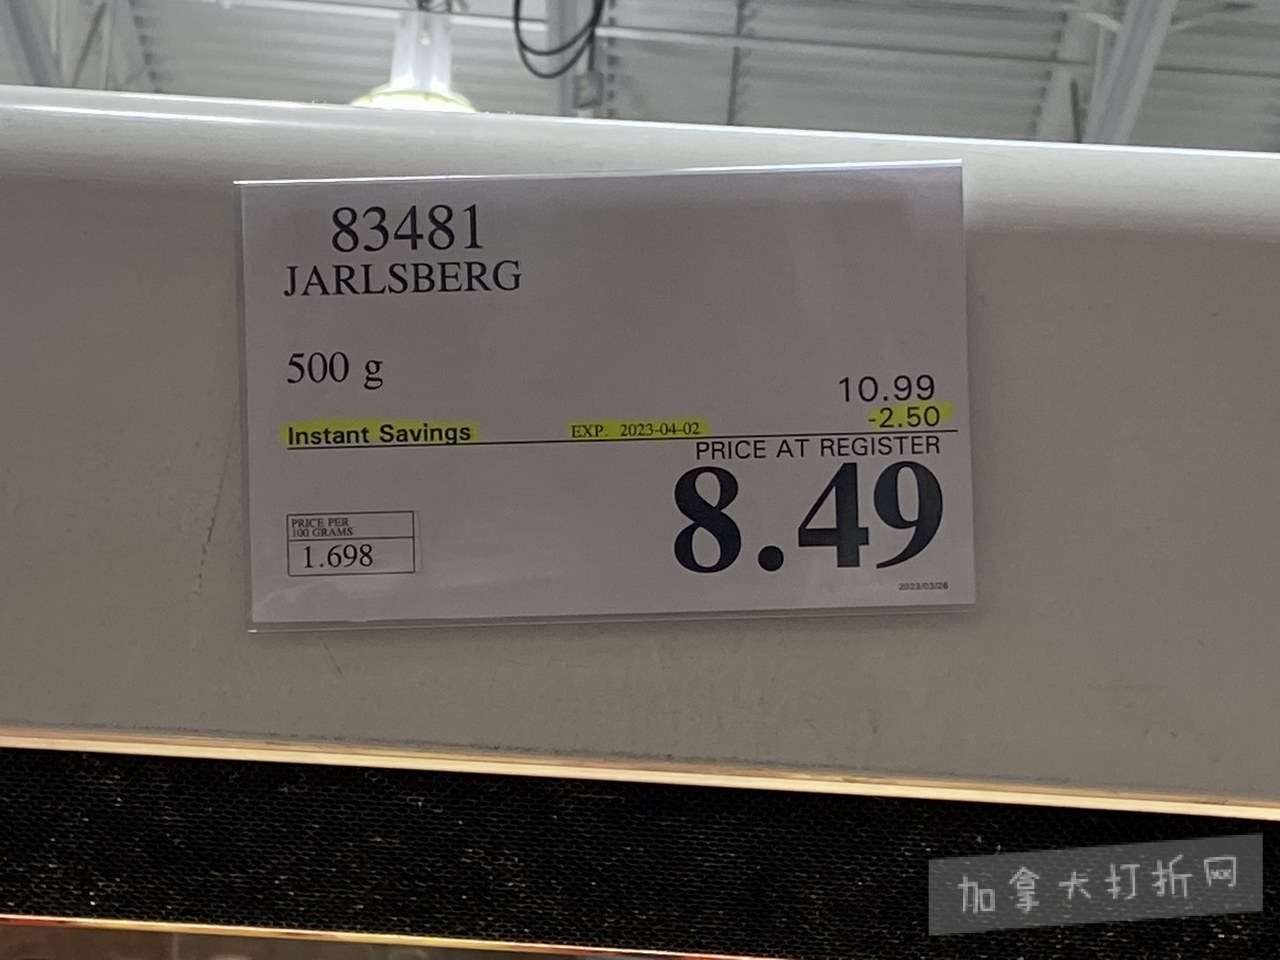 83481
JARLSBERG
500 g
10.99
Instant Savings EXP. 2023-04-02 -2.50
PRICE AT REGISTER
8.49
PRICE PER
100 GRAMS
1.698
2023/03/26
加拿大打折网